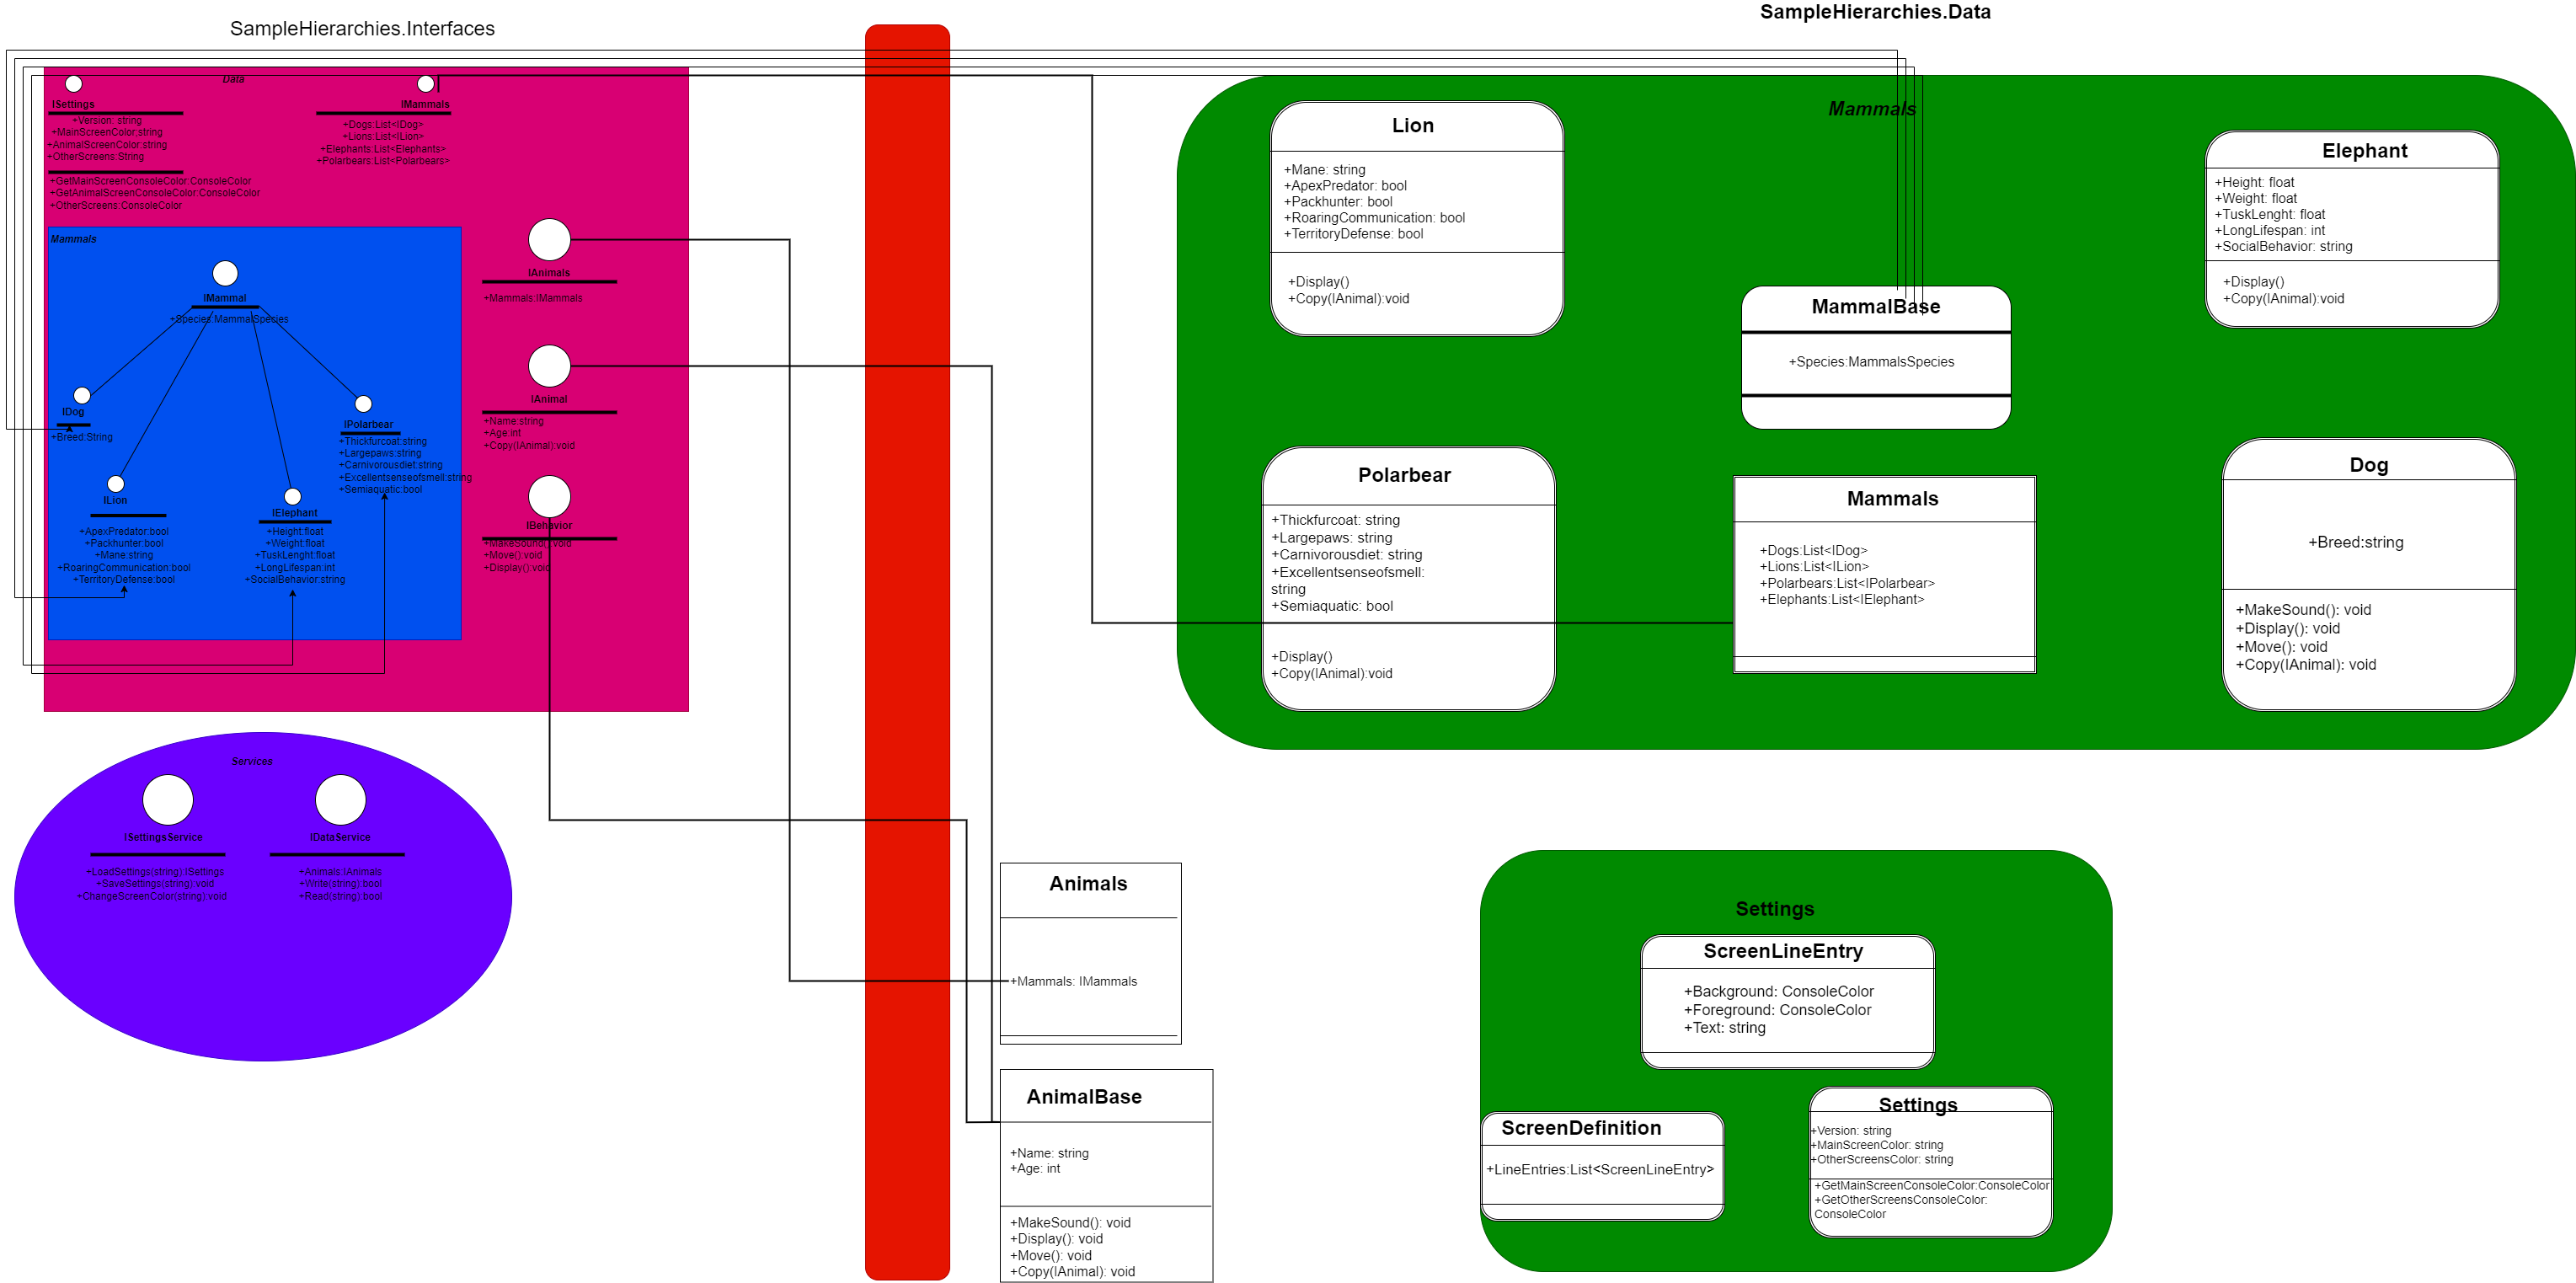 SampleHierarchies.Interfaces
Data
ISettings
+Version: string
+MainScreenColor;string
+AnimalScreenColor:string
+OtherScreens:String
+GetMainScreenConsoleColor:ConsoleColor
+GetAnimalScreenConsoleColor:ConsoleColor
+OtherScreens:ConsoleColor
IMammals
+Dogs:List<IDog>
+Lions:List<ILion>
+Elephants:List<Elephants>
+Polarbears:List<Polarbears>
Mammals
IMammal
+Species:MammalSpecies
IDog
+Breed:String
ILion
+ApexPredator:bool
+Packhunter:bool
+Mane:string
+RoaringCommunication:bool
+TerritoryDefense:bool
IElephant
+Height:float
+Weight:float
+TuskLenght:float
+LongLifespan:int
+SocialBehavior:string
IPolarbear
+Thickfurcoat:string
+Largepaws:string
+Carnivorousdiet:string
+Excellentsenseofsmell:string
+Semiaquatic:bool
IAnimals
+Mammals:IMammals
IAnimal
+Name:string
+Age:int
+Copy(IAnimal):void
IBehavior
+MakeSound():void
+Move():void
+Display():void
Services
ISettingsService
+LoadSettings(string):ISettings
+SaveSettings(string):void
+ChangeScreenColor(string):void
IDataService
+Animals:IAnimals
+Write(string):bool
+Read(string):bool
SampleHierarchies.Data
Mammals
Lion
+Mane: string
+ApexPredator: bool
+Packhunter: bool
+RoaringCommunication: bool
+TerritoryDefense: bool
+Display()
+Copy(IAnimal):void
Elephant
+Height: float
+Weight: float
+TuskLenght: float
+LongLifespan: int
+SocialBehavior: string
+Display()
+Copy(IAnimal):void
MammalBase
+Species:MammalsSpecies
Polarbear
+Thickfurcoat: string
+Largepaws: string
+Carnivorousdiet: string
+Excellentsenseofsmell:
string
+Semiaquatic: bool
+Display()
+Copy(IAnimal):void
Mammals
+Dogs:List<IDog>
+Lions:List<ILion>
+Polarbears:List<IPolarbear>
+Elephants:List<IElephant>
Dog
+Breed:string
+MakeSound(): void
+Display(): void
+Move(): void
+Copy(IAnimal): void
Animals
+Mammals: IMammals
AnimalBase
+Name: string
+Age: int
+MakeSound(): void
+Display(): void
+Move(): void
+Copy(IAnimal): void
Settings
ScreenLineEntry
+Background: ConsoleColor
+Foreground: ConsoleColor
+Text: string
ScreenDefinition
+LineEntries:List<ScreenLineEntry>
Settings
+Version: string
+MainScreenColor: string
+OtherScreensColor: string
+GetMainScreenConsoleColor:ConsoleColor
+GetOtherScreensConsoleColor:
ConsoleColor